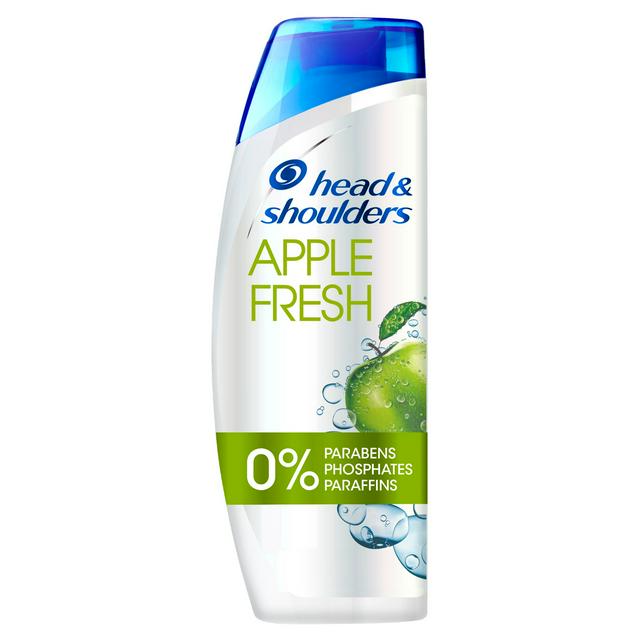 head &
shoulders
APPLE
FRESH
0% PARABENS
PHOSPHATES
PARAFFINS